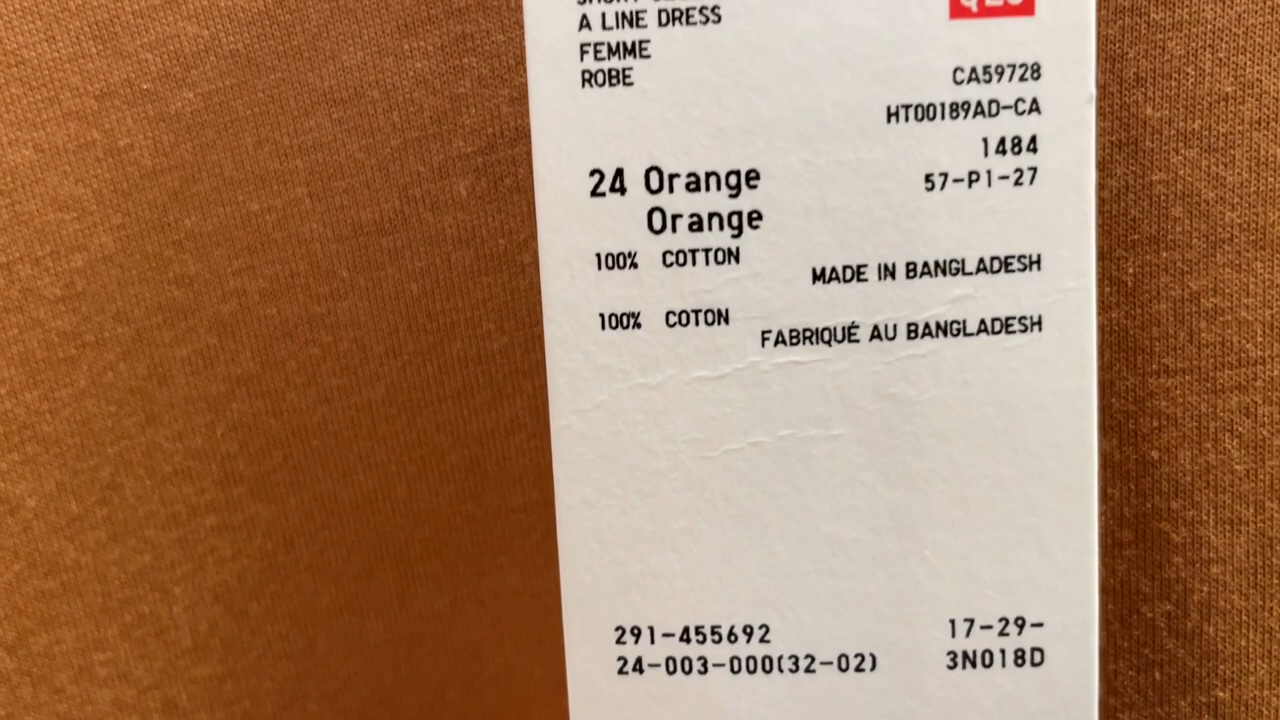 A LINE DRESS
FEMME
ROBE
CA59728
HT00189AD-CA
1484
57-P1-27
24 Orange
Orange
100% COTTON
MADE IN BANGLADESH
100% COTON
FABRIQUÉ AU BANGLADESH
291-455692
17-29-
24-003-000(32-02)
3N018D